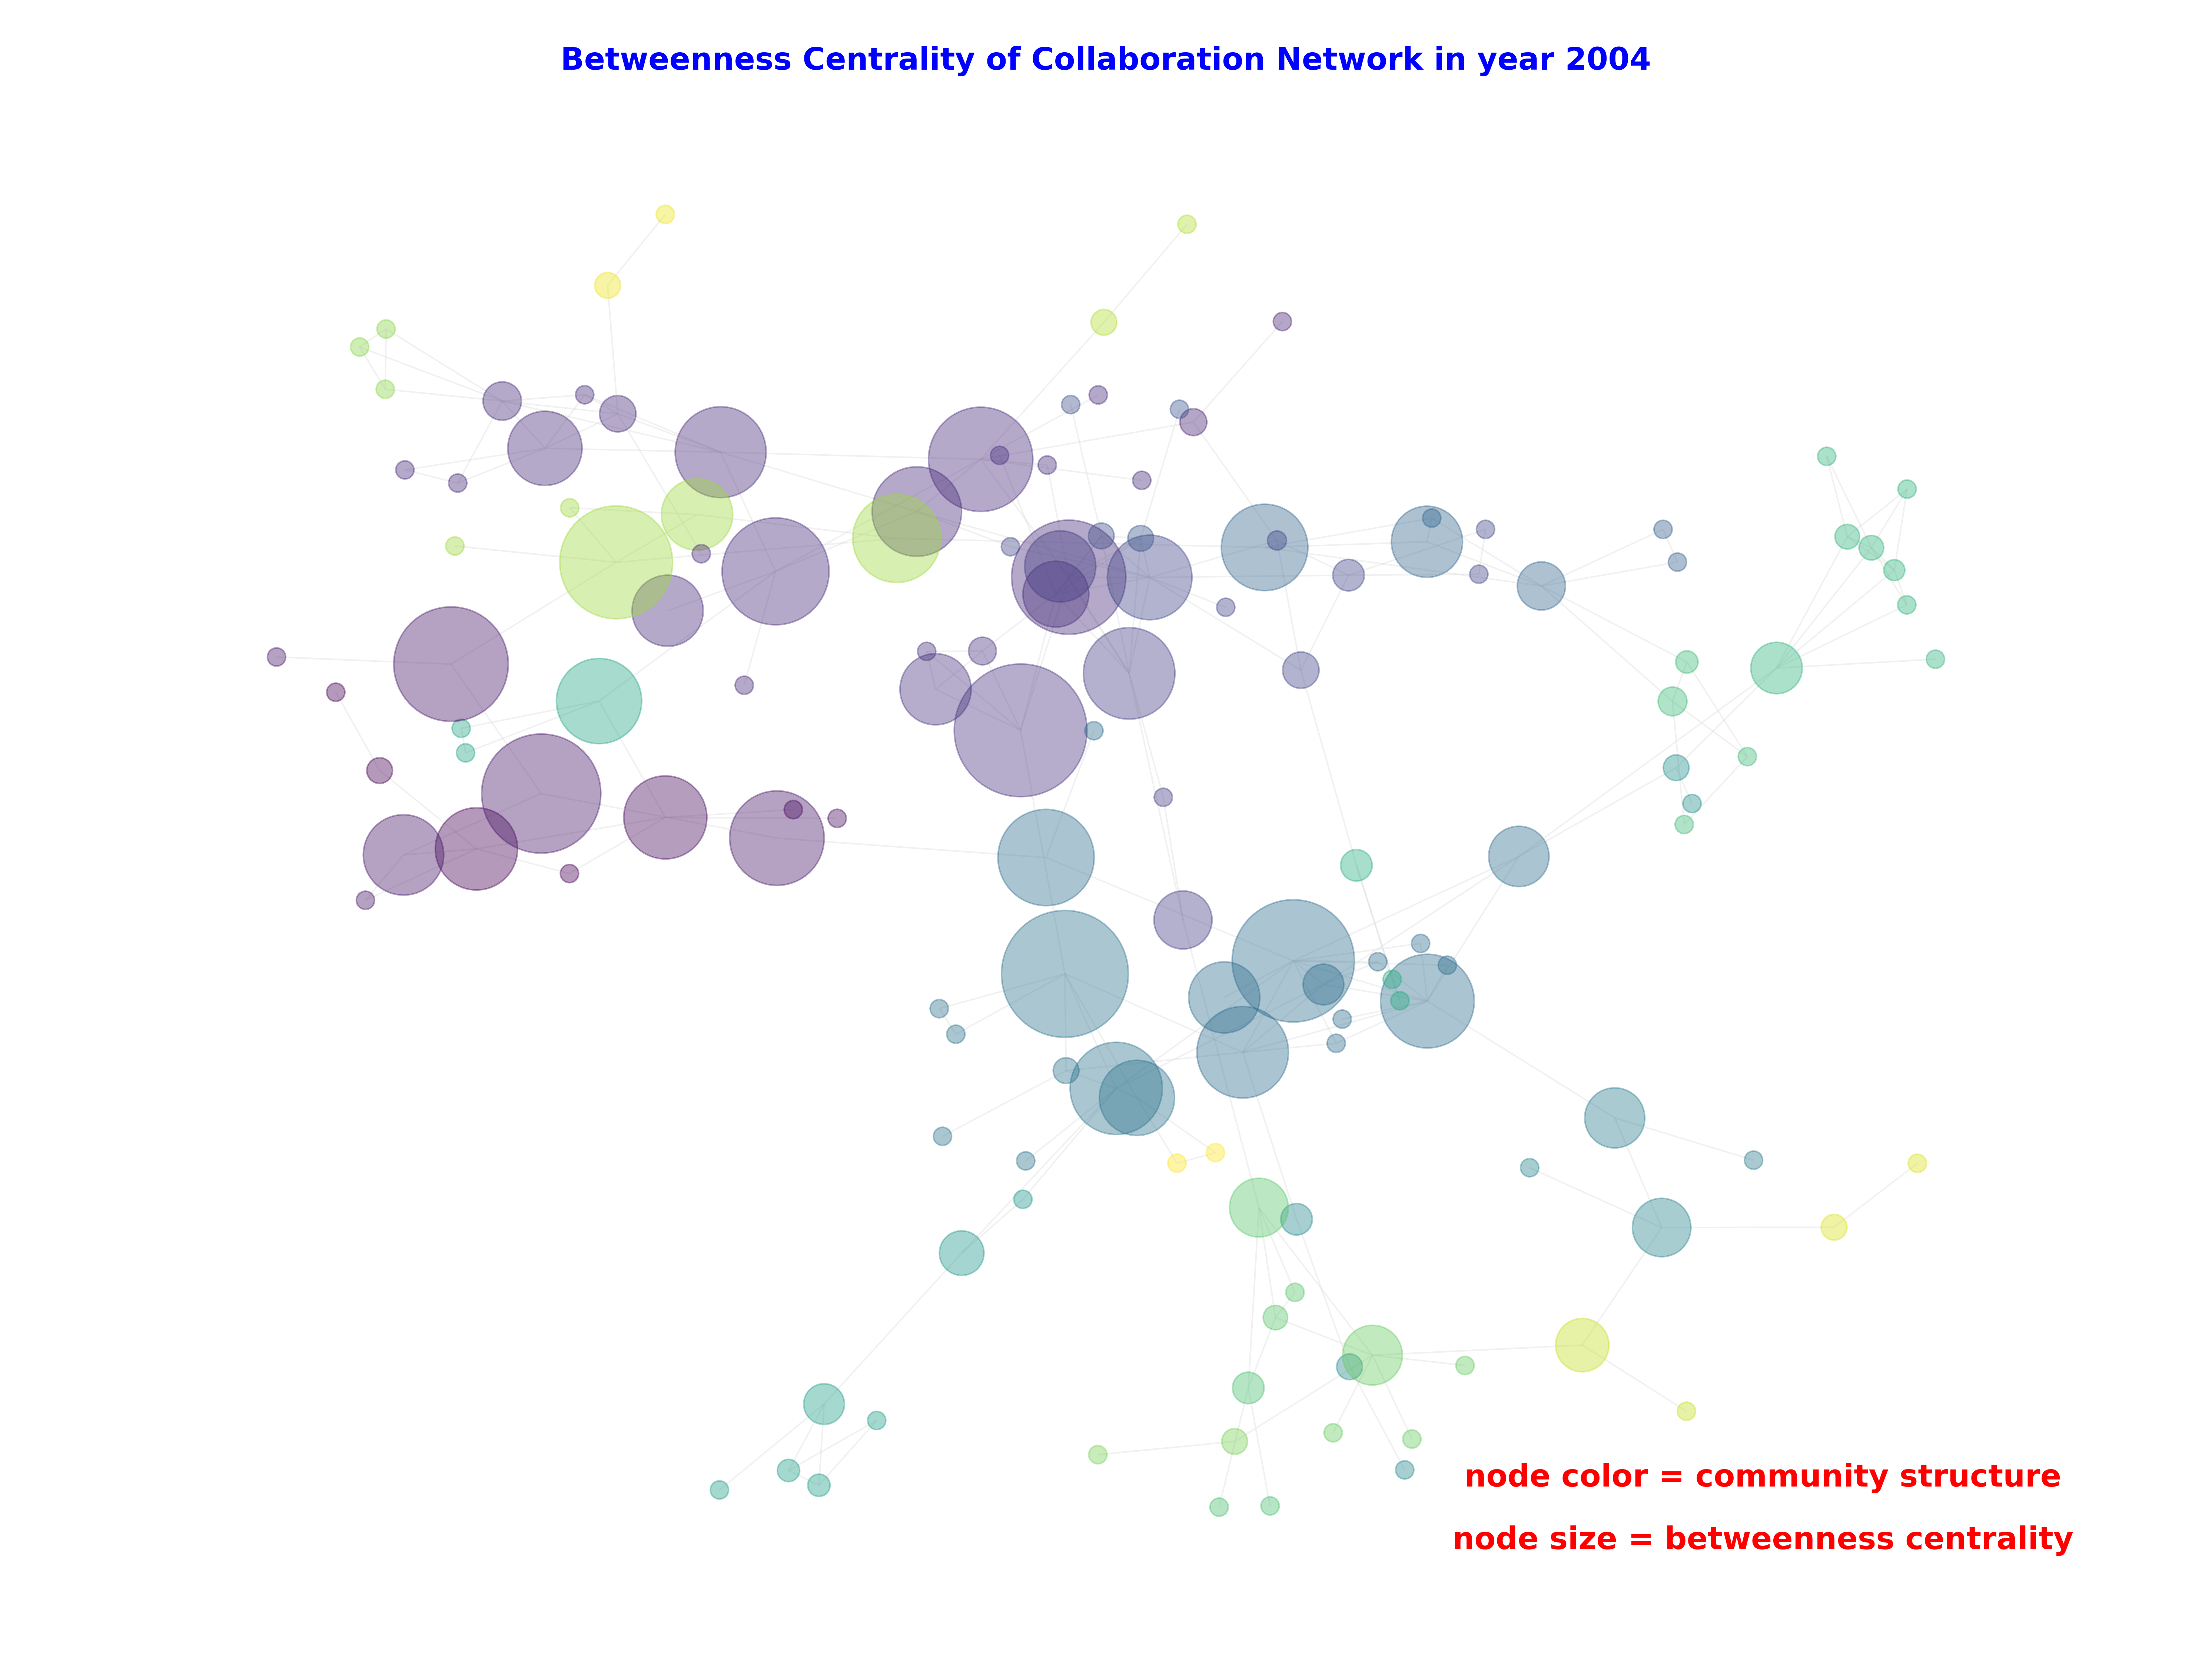 Betweenness Centrality of Collaboration Network in year 2004
node color = community structure
node size = betweenness centrality